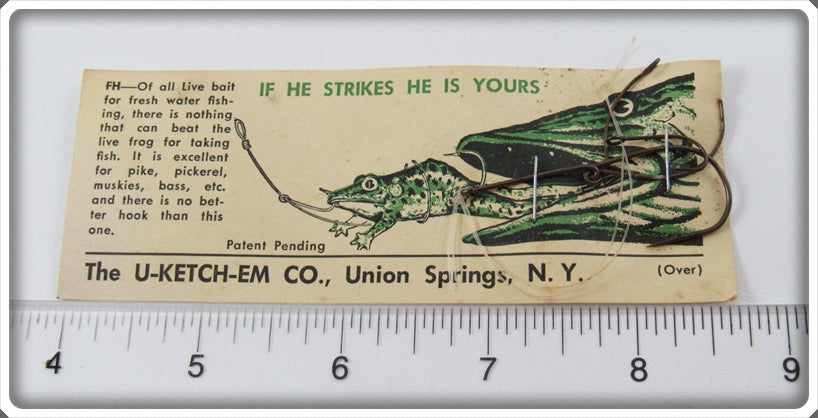 FH—Of all Live bait
for fresh water fish-
ing, there is nothing
that can beat the
live frog for taking
fish. It is excellent
for pike, pickerel,
muskies, bass, etc.
and there is no bet-
ter hook than this
one.
IF HE STRIKES HE IS YOURS
Patent Pending
The U-KETCH-EM CO., Union Springs, N. Y.
(Over)
4 5 6 7 8 9